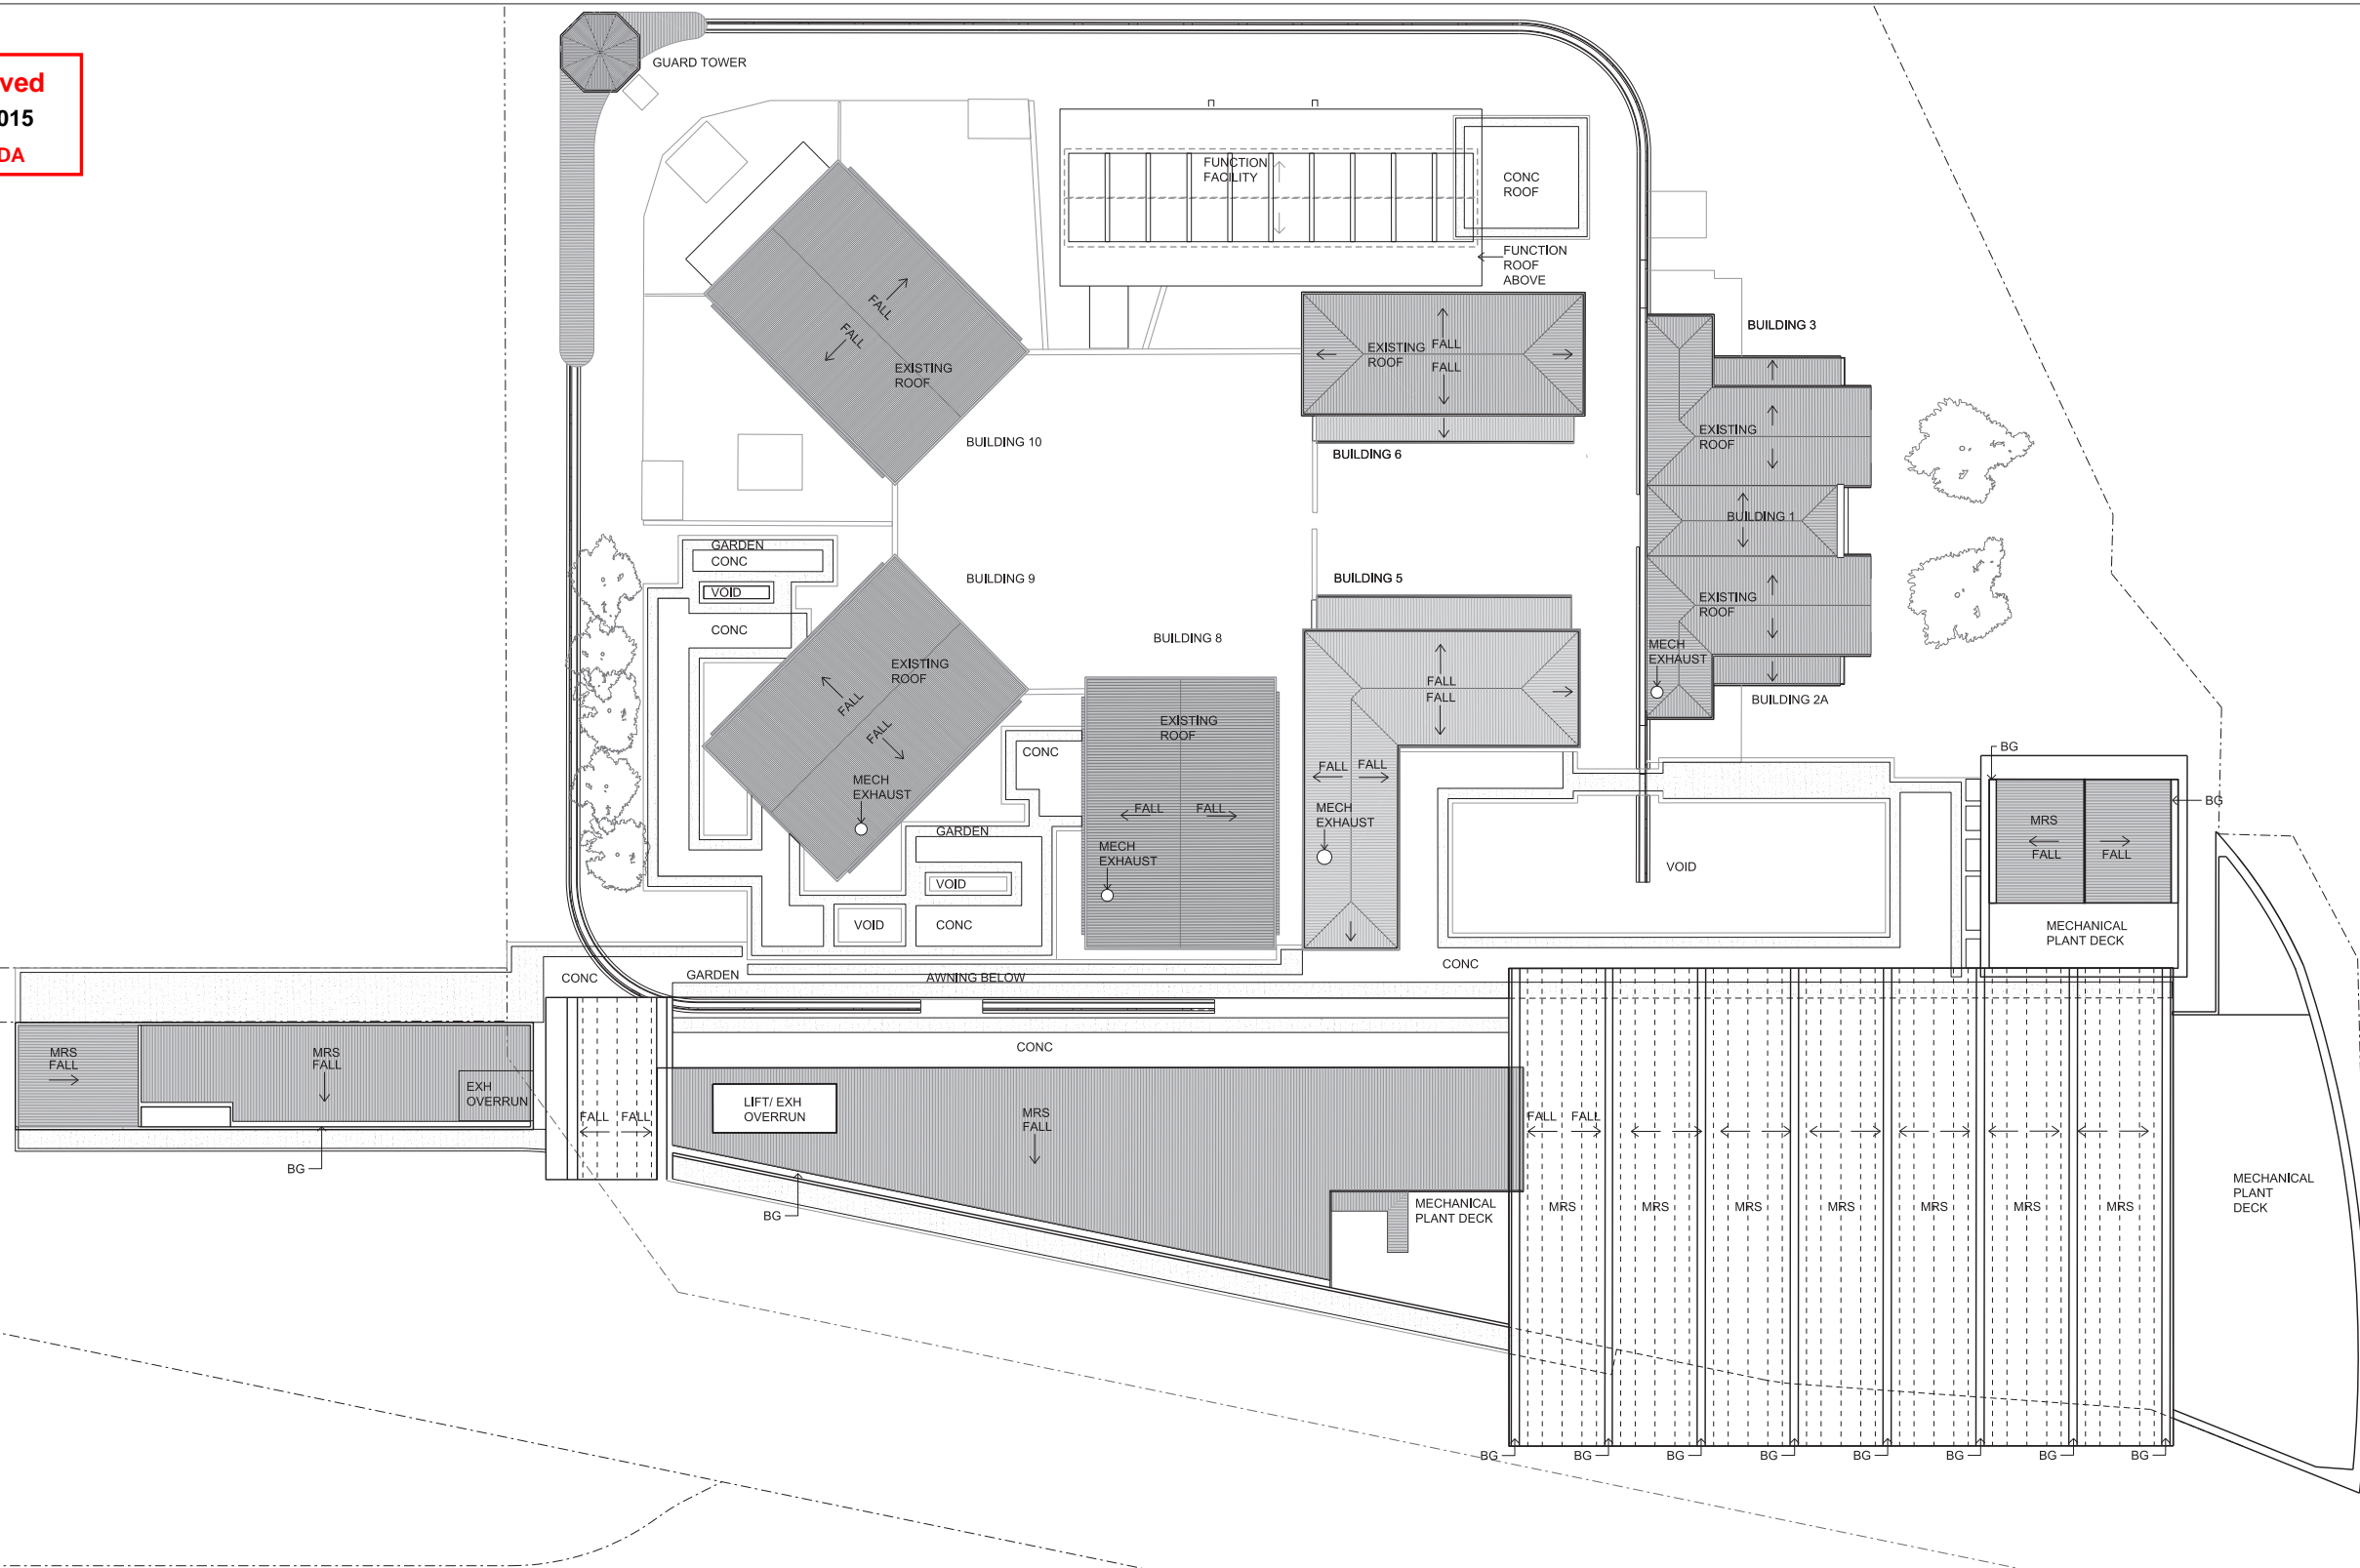 ved
015
DA
GUARD TOWER
FUNCTION
FACILITY
CONC
ROOF
FUNCTION
ROOF
ABOVE
FALL
FALL
EXISTING
ROOF
BUILDING 10
EXISTING
ROOF
FALL
FALL
BUILDING 6
BUILDING 3
EXISTING
ROOF
BUILDING 1
EXISTING
ROOF
MECH
EXHAUST
BUILDING 2A
GARDEN
CONC
VOID
CONC
BUILDING 9
EXISTING
ROOF
FALL
FALL
MECH
EXHAUST
BUILDING 8
EXISTING
ROOF
FALL
FALL
MECH
EXHAUST
BUILDING 5
FALL
FALL
FALL
FALL
MECH
EXHAUST
CONC
GARDEN
VOID
VOID
CONC
VOID
BG
BG
MRS
FALL
FALL
MECHANICAL
PLANT DECK
CONC
GARDEN
AWNING BELOW
CONC
CONC
MRS
FALL
MRS
FALL
EXH
OVERRUN
BG
FALL
FALL
LIFT/ EXH
OVERRUN
MRS
FALL
BG
MECHANICAL
PLANT DECK
FALL
FALL
MRS
MRS
MRS
MRS
MRS
MRS
MRS
MECHANICAL
PLANT
DECK
BG
BG
BG
BG
BG
BG
BG
BG